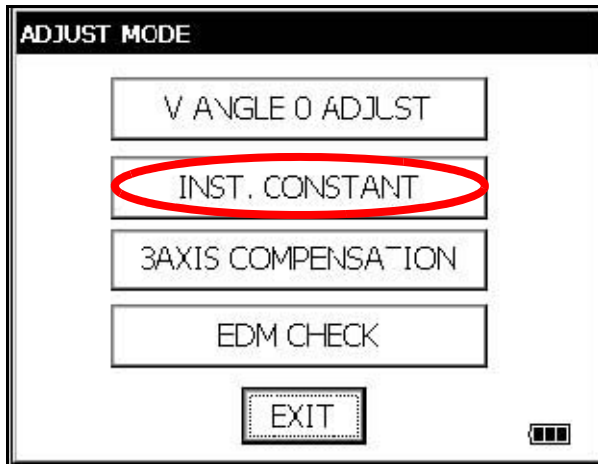 ADJUST MODE
V ANGLE 0 ADJUST
INST. CONSTANT
3AXIS COMPENSATION
EDM CHECK
EXIT